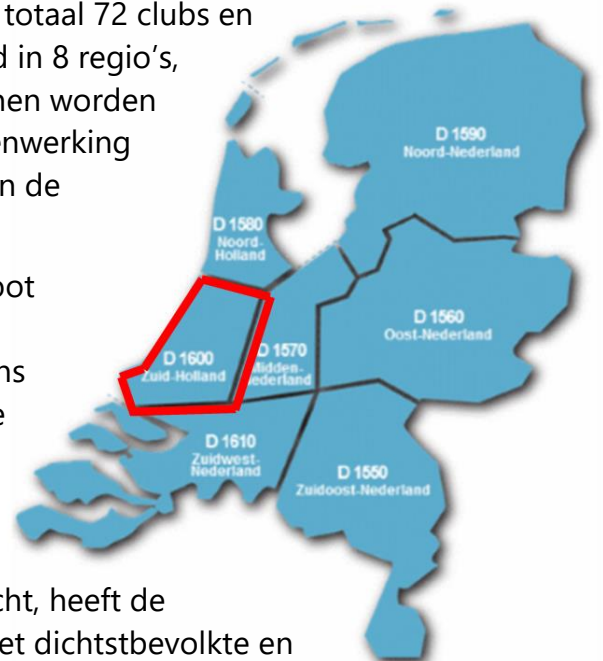 totaal 72 clubs en
d in 8 regio's,
nen worden
enwerking
n de
oot
ns
e
cht, heeft de
et dichtstbevolkte en
D 1590
Noord-Nederland
D 1580
Noord-
Holland
D 1560
Oost-Nederland
D 1600
Zuid-Holland
D 1570
Midden-
Nederland
D 1610
Zuidwest-
Nederland
D 1550
Zuidoost-Nederland